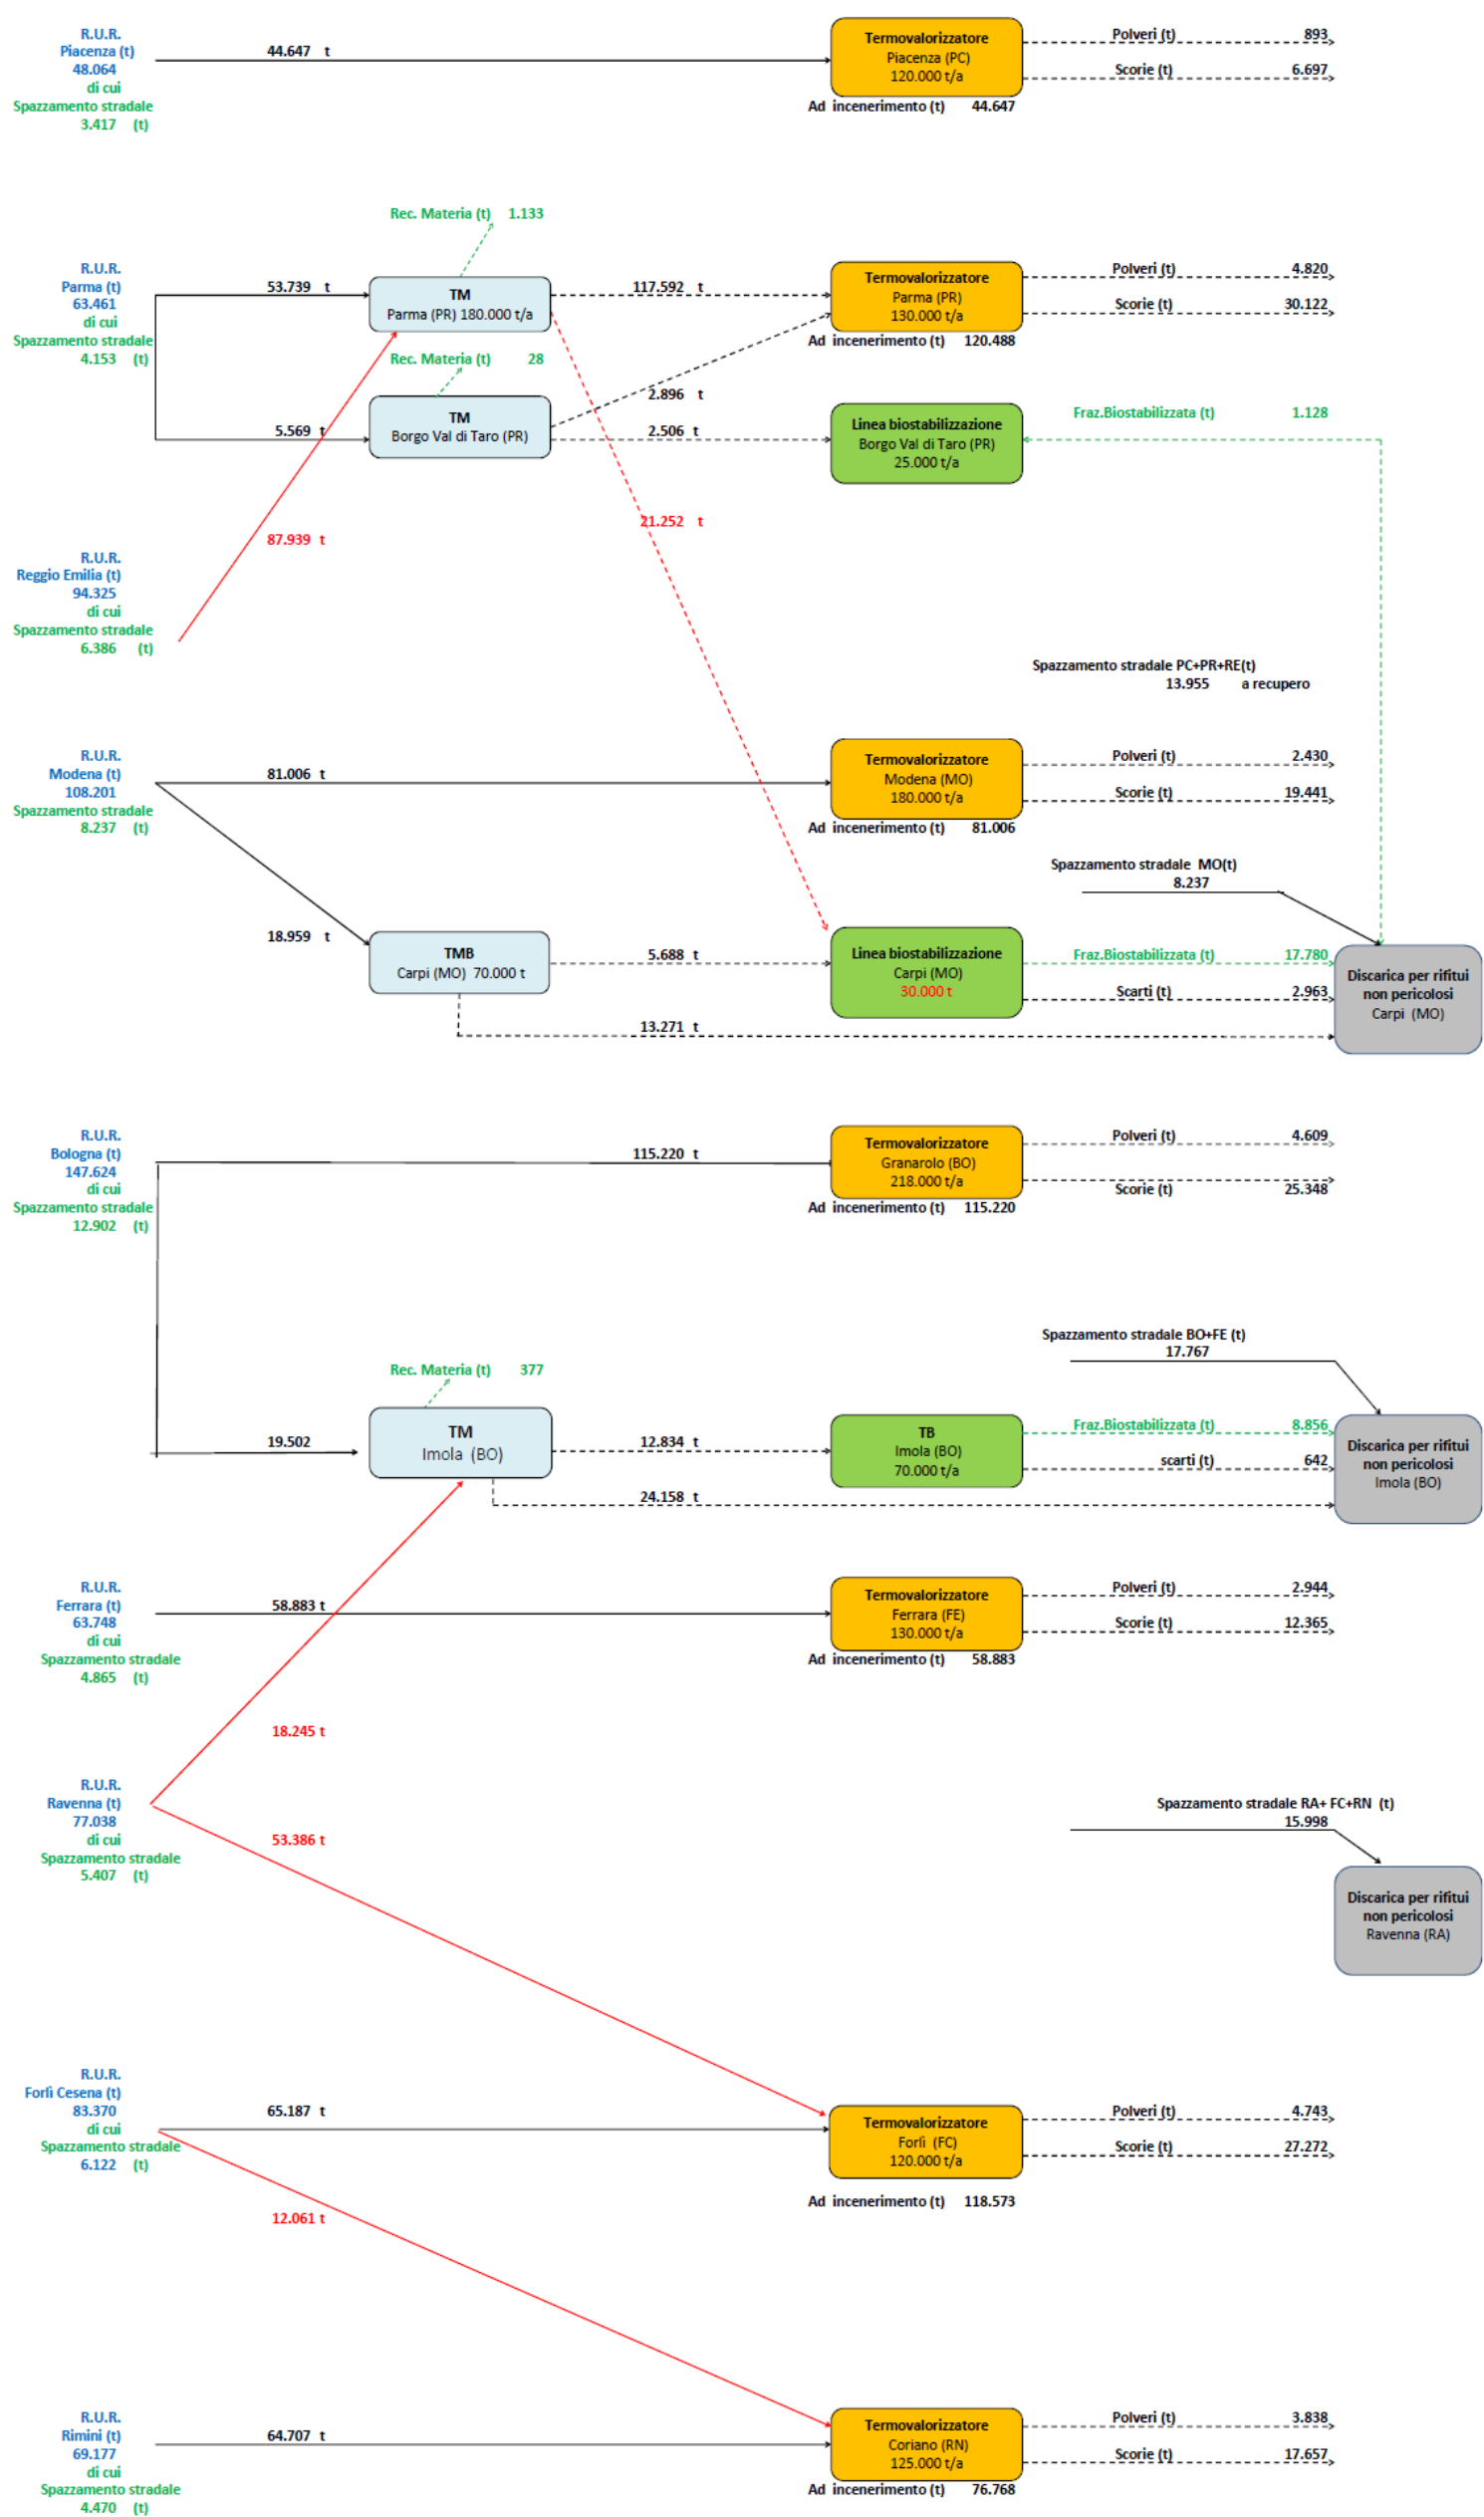 R.U.R.
Piacenza (t)
48.064
di cui
Spazzamento stradale
3.417 (t)
44.647 t
Termovalorizzatore
Piacenza (PC)
120.000 t/a
Ad incenerimento (t) 44.647
Polveri (t) 893
Scorie (t) 6.697
Rec. Materia (t) 1.133
R.U.R.
Parma (t)
63.461
di cui
Spazzamento stradale
4.153 (t)
53.739 t
TM
Parma (PR) 180.000 t/a
117.592 t
Termovalorizzatore
Parma (PR)
130.000 t/a
Ad incenerimento (t) 120.488
Polveri (t) 4.820
Scorie (t) 30.122
Rec. Materia (t) 28
5.569 t
TM
Borgo Val di Taro (PR)
2.896 t
2.506 t
Linea biostabilizzazione
Borgo Val di Taro (PR)
25.000 t/a
Fraz.Biostabilizzata (t) 1.128
21.252 t
87.939 t
R.U.R.
Reggio Emilia (t)
94.325
di cui
Spazzamento stradale
6.386 (t)
Spazzamento stradale PC+PR+RE(t)
13.955 a recupero
R.U.R.
Modena (t)
108.201
Spazzamento stradale
8.237 (t)
81.006 t
Termovalorizzatore
Modena (MO)
180.000 t/a
Ad incenerimento (t) 81.006
Polveri (t) 2.430
Scorie (t) 19.441
Spazzamento stradale MO(t)
8.237
18.959 t
TMB
Carpi (MO) 70.000 t
5.688 t
13.271 t
Linea biostabilizzazione
Carpi (MO)
30.000 t
Fraz.Biostabilizzata (t) 17.780
Scarti (t) 2.963
Discarica per rifitui
non pericolosi
Carpi (MO)
R.U.R.
Bologna (t)
147.624
di cui
Spazzamento stradale
12.902 (t)
115.220 t
Termovalorizzatore
Granarolo (BO)
218.000 t/a
Ad incenerimento (t) 115.220
Polveri (t) 4.609
Scorie (t) 25.348
Spazzamento stradale BO+FE (t)
17.767
Rec. Materia (t) 377
19.502
TM
Imola (BO)
12.834 t
24.158 t
TB
Imola (BO)
70.000 t/a
Fraz.Biostabilizzata (t) 8.856
scarti (t) 642
Discarica per rifitui
non pericolosi
Imola (BO)
R.U.R.
Ferrara (t)
63.748
di cui
Spazzamento stradale
4.865 (t)
58.883 t
Termovalorizzatore
Ferrara (FE)
130.000 t/a
Ad incenerimento (t) 58.883
Polveri (t) 2.944
Scorie (t) 12.365
18.245 t
R.U.R.
Ravenna (t)
77.038
di cui
Spazzamento stradale
5.407 (t)
53.386 t
Spazzamento stradale RA+ FC+RN (t)
15.998
Discarica per rifitui
non pericolosi
Ravenna (RA)
R.U.R.
Forlì Cesena (t)
83.370
di cui
Spazzamento stradale
6.122 (t)
65.187 t
Termovalorizzatore
Forlì (FC)
120.000 t/a
Ad incenerimento (t) 118.573
Polveri (t) 4.743
Scorie (t) 27.272
12.061 t
R.U.R.
Rimini (t)
69.177
di cui
Spazzamento stradale
4.470 (t)
64.707 t
Termovalorizzatore
Coriano (RN)
125.000 t/a
Ad incenerimento (t) 76.768
Polveri (t) 3.838
Scorie (t) 17.657